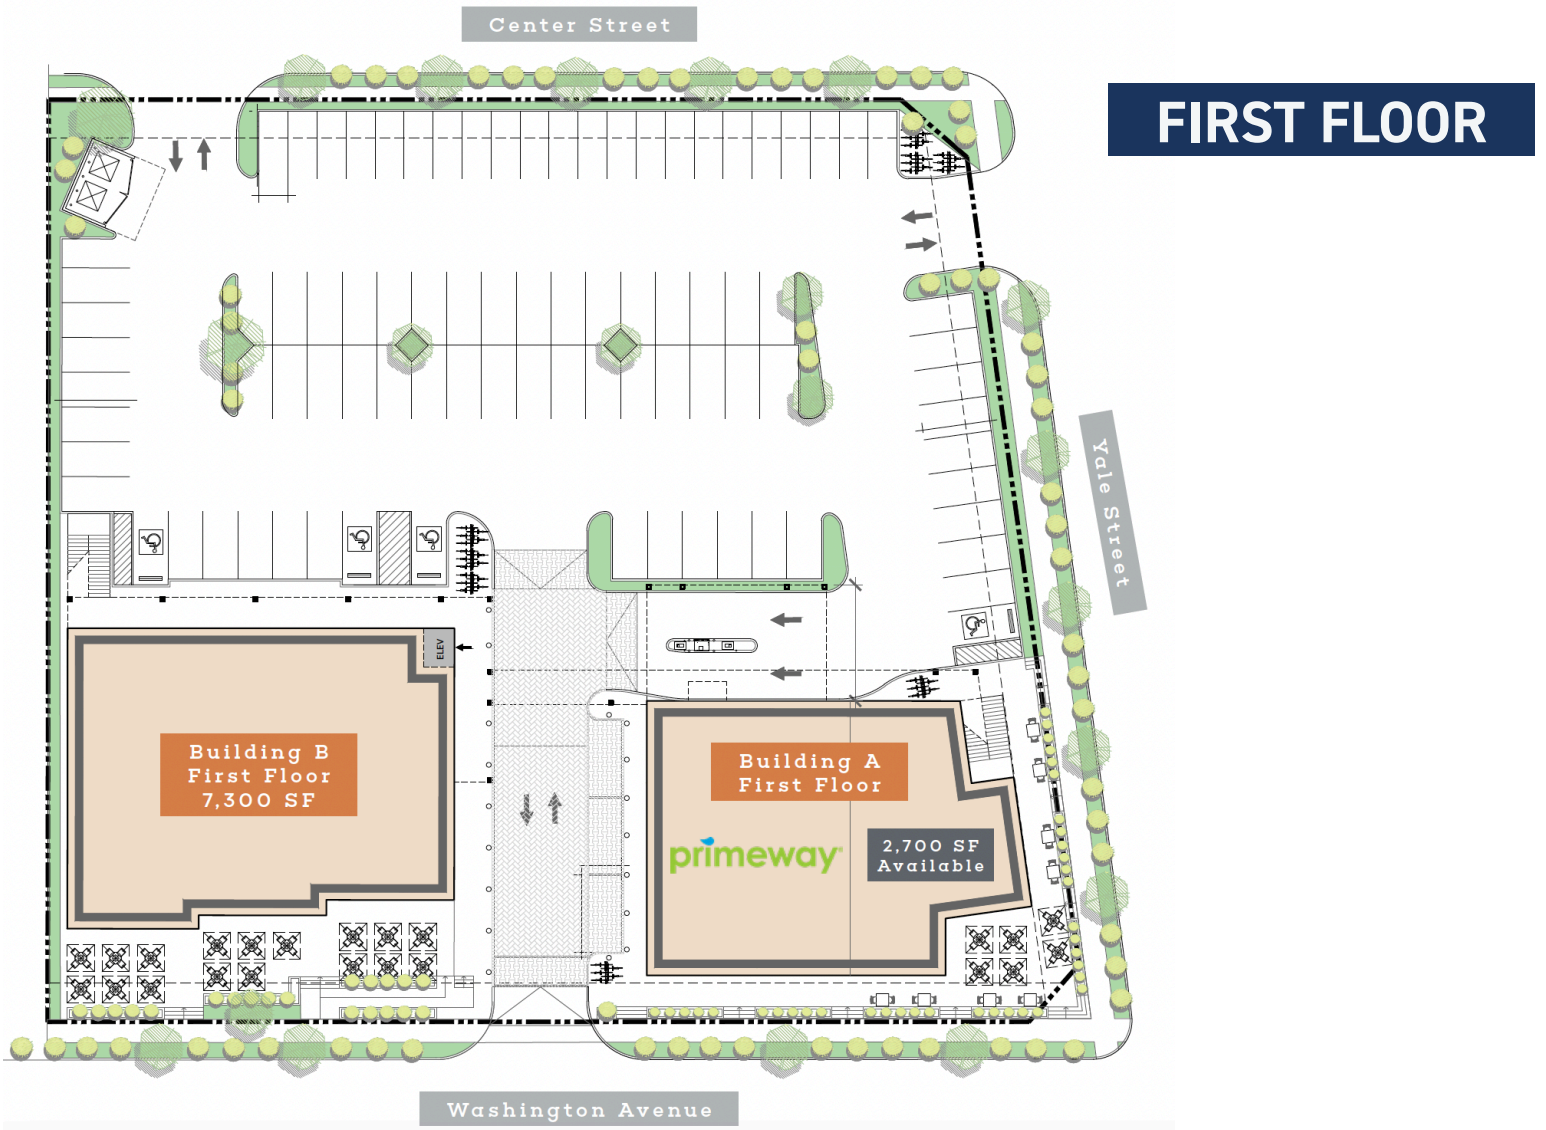 Center Street
FIRST FLOOR
Yale Street
ELEV
Building B
First Floor
7,300 SF
Building A
First Floor
primeway
2,700 SF
Available
Washington Avenue